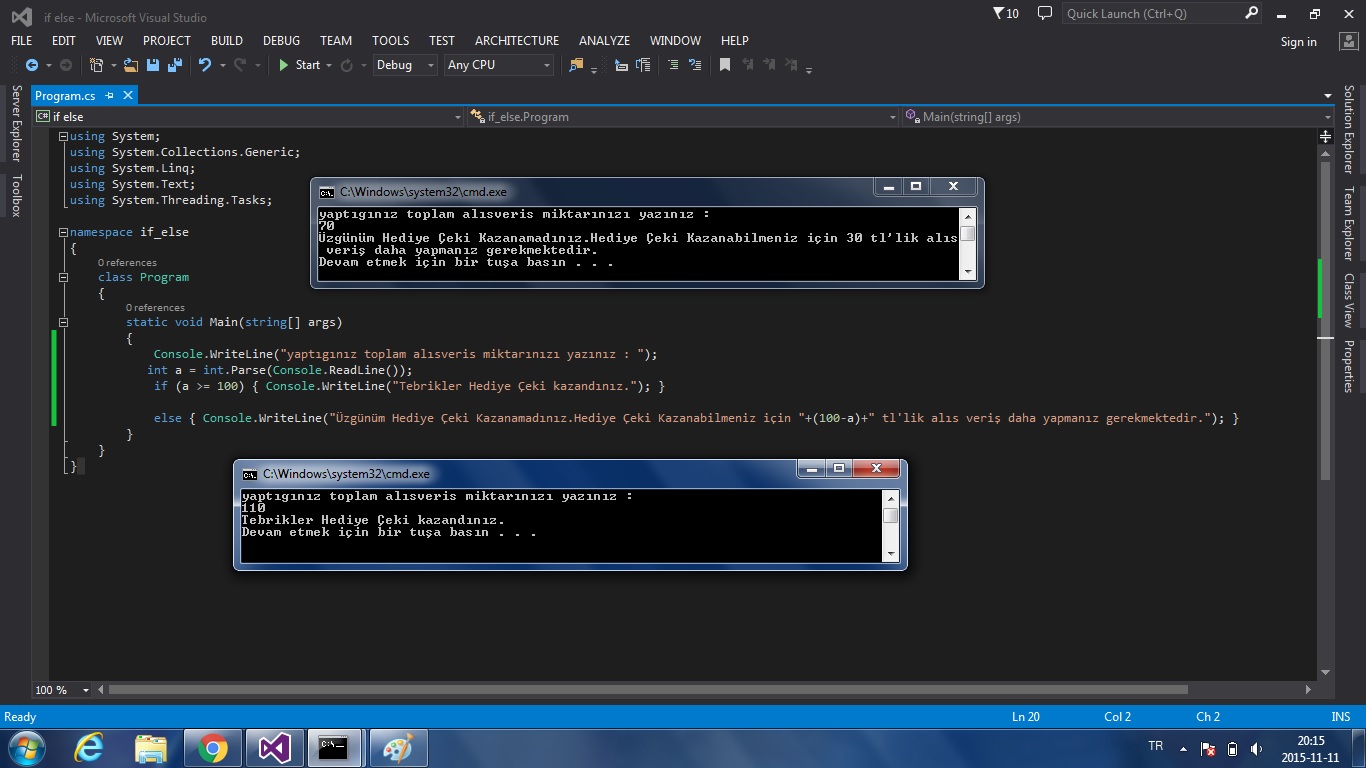 if else - Microsoft Visual Studio
10
Quick Launch (Ctrl+Q)
FILE EDIT VIEW PROJECT BUILD DEBUG TEAM TOOLS TEST ARCHITECTURE ANALYZE WINDOW HELP
Sign in
Start Debug Any CPU
Server Explorer
Toolbox
Program.cs
C# if else
if_else.Program
Main(string[] args)
using System;
using System.Collections.Generic;
using System.Linq;
using System.Text;
using System.Threading.Tasks;
namespace if_else
{
0 references
class Program
{
0 references
static void Main(string[] args)
{
Console.WriteLine("yaptıgınız toplam alısveris miktarınızı yazınız : ");
int a = int.Parse(Console.ReadLine());
if (a >= 100) { Console.WriteLine("Tebrikler Hediye Çeki kazandınız."); }
else { Console.WriteLine("Üzgünüm Hediye Çeki Kazanamadınız.Hediye Çeki Kazanabilmeniz için "+(100-a)+" tl'lik alıs veriş daha yapmanız gerekmektedir."); }
}
}
}
C:\Windows\system32\cmd.exe
yaptıgınız toplam alısveris miktarınızı yazınız :
70
Üzgünüm Hediye Çeki Kazanamadınız.Hediye Çeki Kazanabilmeniz için 30 tl'lik alıs
veriş daha yapmanız gerekmektedir.
Devam etmek için bir tuşa basın . . .
C:\Windows\system32\cmd.exe
yaptıgınız toplam alısveris miktarınızı yazınız :
110
Tebrikler Hediye Çeki kazandınız.
Devam etmek için bir tuşa basın . . .
Solution Explorer
Team Explorer
Class View
Properties
100 %
Ready
Ln 20
Col 2
Ch 2
INS
C:\_
TR
20:15
2015-11-11